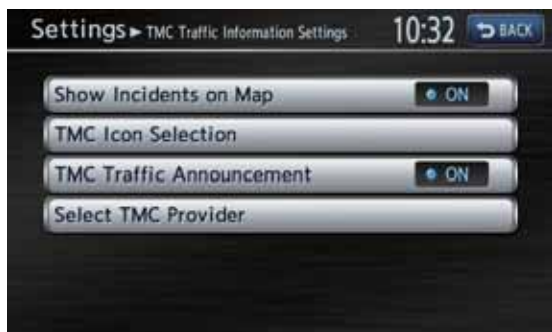 Settings ► TMC Traffic Information Settings 10:32 BACK
Show Incidents on Map ON
TMC Icon Selection
TMC Traffic Announcement ON
Select TMC Provider